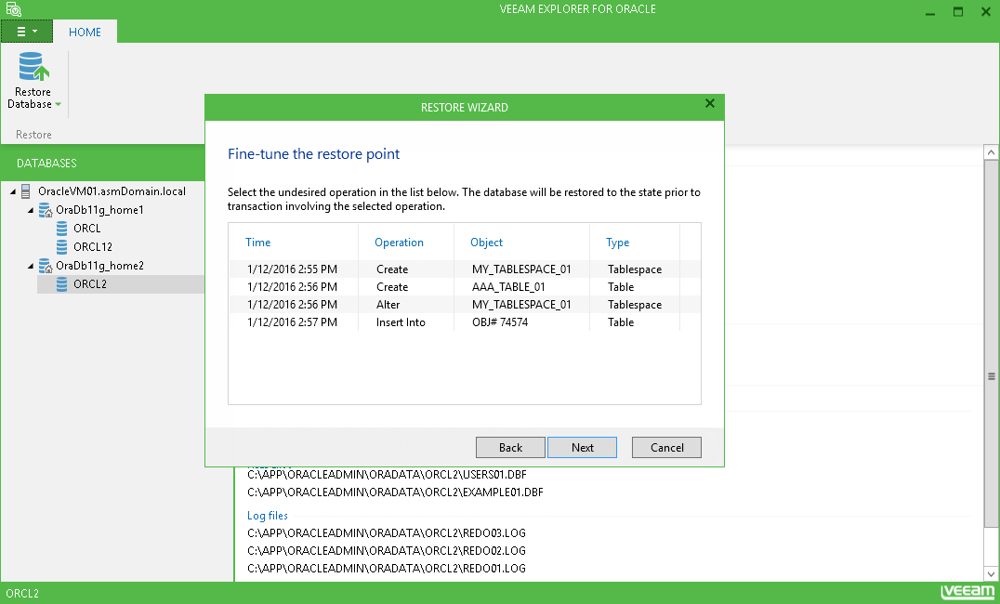 VEEAM EXPLORER FOR ORACLE
HOME
Restore
Database
Restore
DATABASES
OracleVM01.asmDomain.local
OraDb11g_home1
ORCL
ORCL12
OraDb11g_home2
ORCL2
RESTORE WIZARD
Fine-tune the restore point
Select the undesired operation in the list below. The database will be restored to the state prior to
transaction involving the selected operation.
Time Operation Object Type
1/12/2016 2:55 PM Create MY_TABLESPACE_01 Tablespace
1/12/2016 2:56 PM Create AAA_TABLE_01 Table
1/12/2016 2:56 PM Alter MY_TABLESPACE_01 Tablespace
1/12/2016 2:57 PM Insert Into OBJ# 74574 Table
Back Next Cancel
C:\APP\ORACLEADMIN\ORADATA\ORCL2\USERS01.DBF
C:\APP\ORACLEADMIN\ORADATA\ORCL2\EXAMPLE01.DBF
Log files
C:\APP\ORACLEADMIN\ORADATA\ORCL2\REDO03.LOG
C:\APP\ORACLEADMIN\ORADATA\ORCL2\REDO02.LOG
C:\APP\ORACLEADMIN\ORADATA\ORCL2\REDO01.LOG
ORCL2
veeam